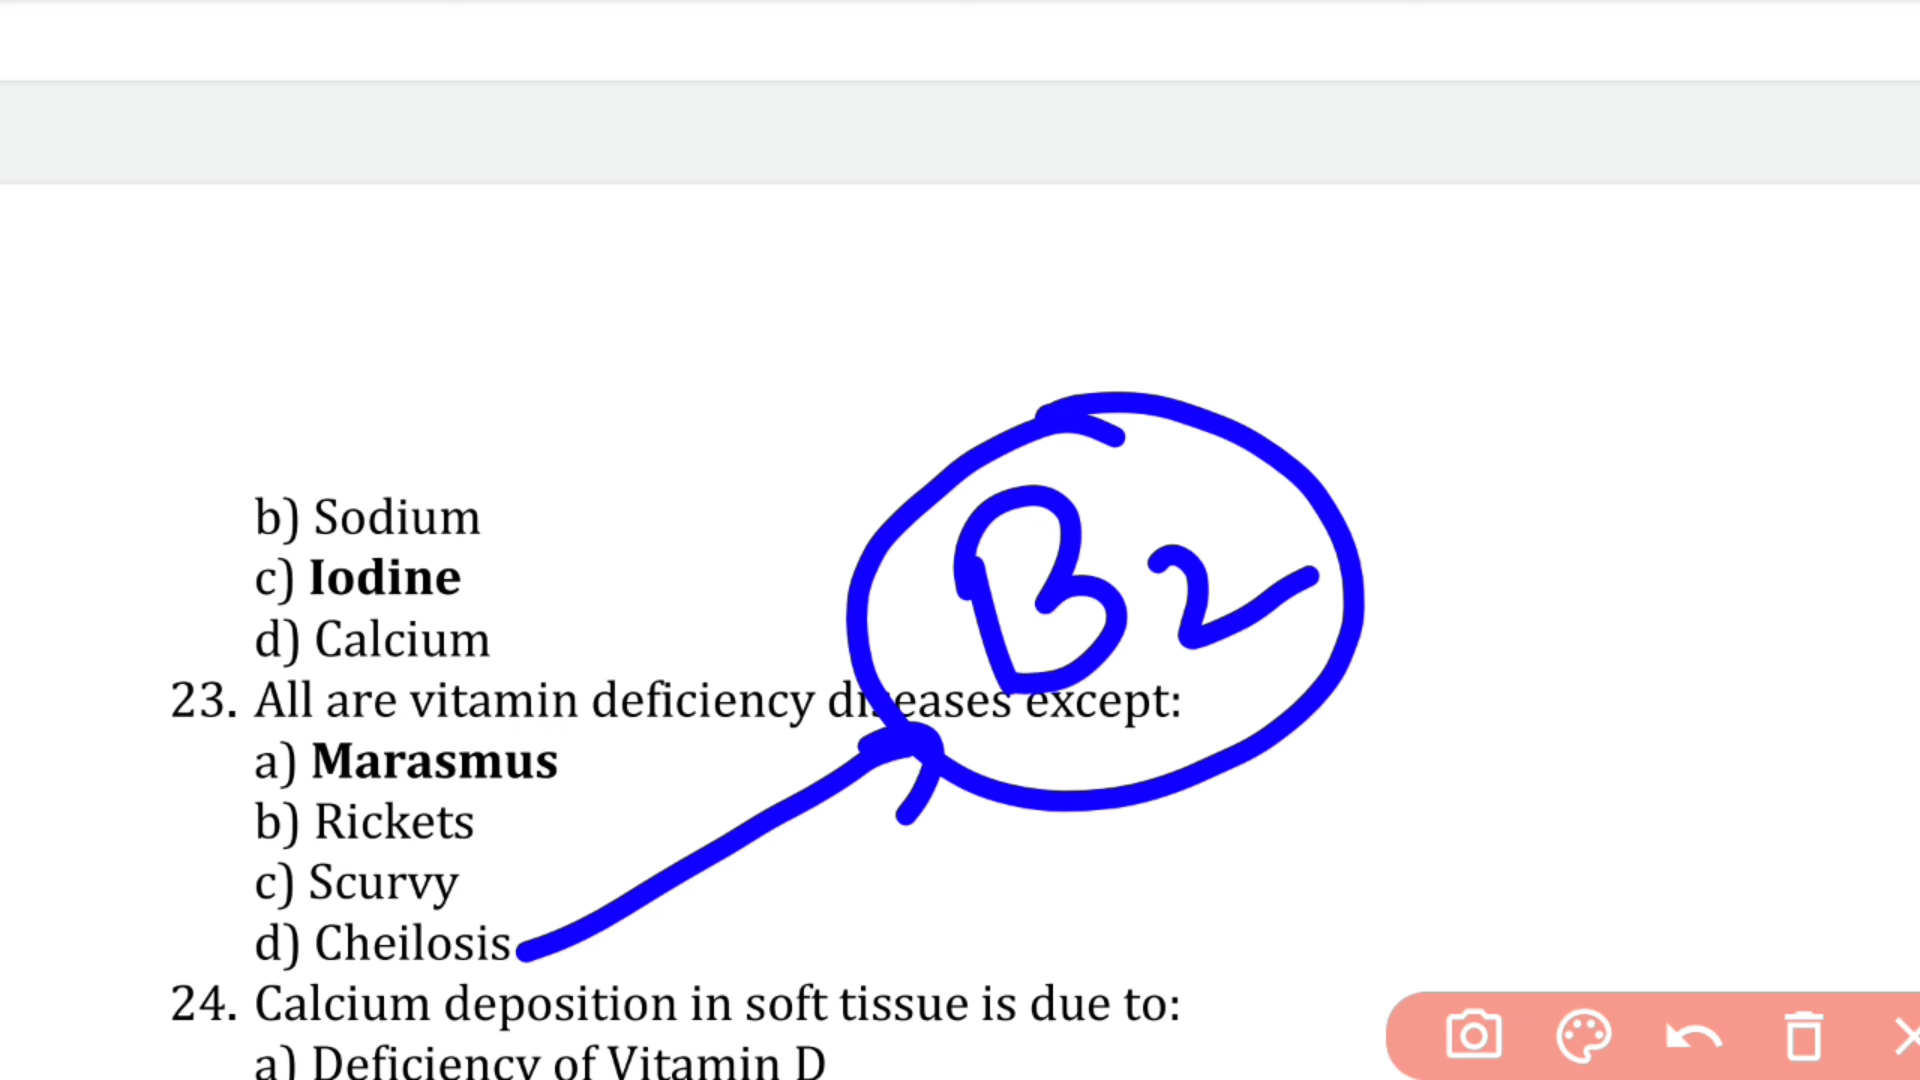 b) Sodium
c) Iodine
d) Calcium
B2
23. All are vitamin deficiency diseases except:
a) Marasmus
b) Rickets
c) Scurvy
d) Cheilosis
24. Calcium deposition in soft tissue is due to:
a) Deficiency of Vitamin D